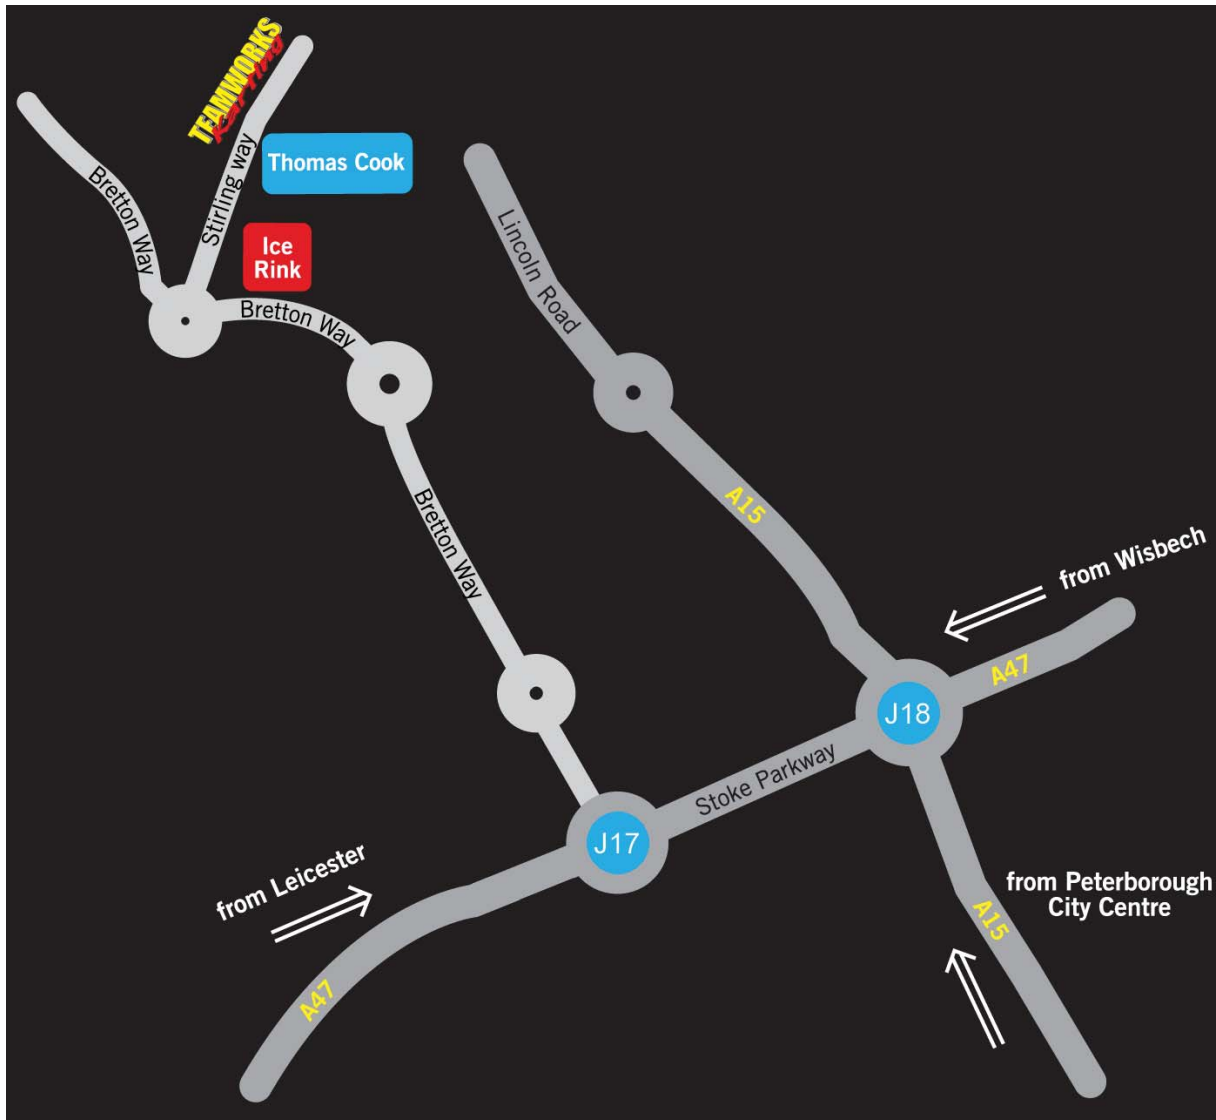 TEAMWORKS
Karting
Thomas Cook
Stirling way
Bretton Way
Ice
Rink
Bretton Way
Lincoln Road
Bretton Way
A15
from Wisbech
A47
J18
Stoke Parkway
J17
from Leicester
A47
from Peterborough
City Centre
A15